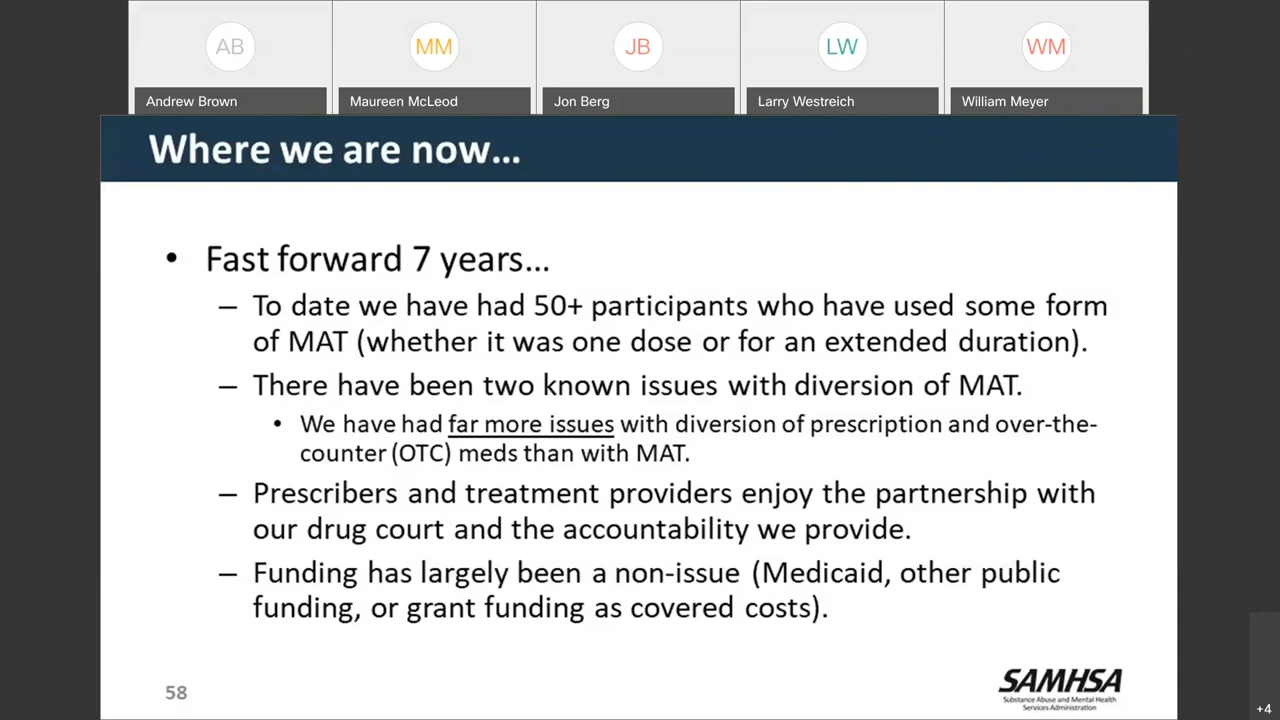 AB
MM
JB
LW
WM
Andrew Brown
Maureen McLeod
Jon Berg
Larry Westreich
William Meyer
Where we are now...
• Fast forward 7 years...
– To date we have had 50+ participants who have used some form
of MAT (whether it was one dose or for an extended duration).
– There have been two known issues with diversion of MAT.
• We have had far more issues with diversion of prescription and over-the-
counter (OTC) meds than with MAT.
– Prescribers and treatment providers enjoy the partnership with
our drug court and the accountability we provide.
– Funding has largely been a non-issue (Medicaid, other public
funding, or grant funding as covered costs).
58
SAMHSA
Substance Abuse and Mental Health
Services Administration
+4